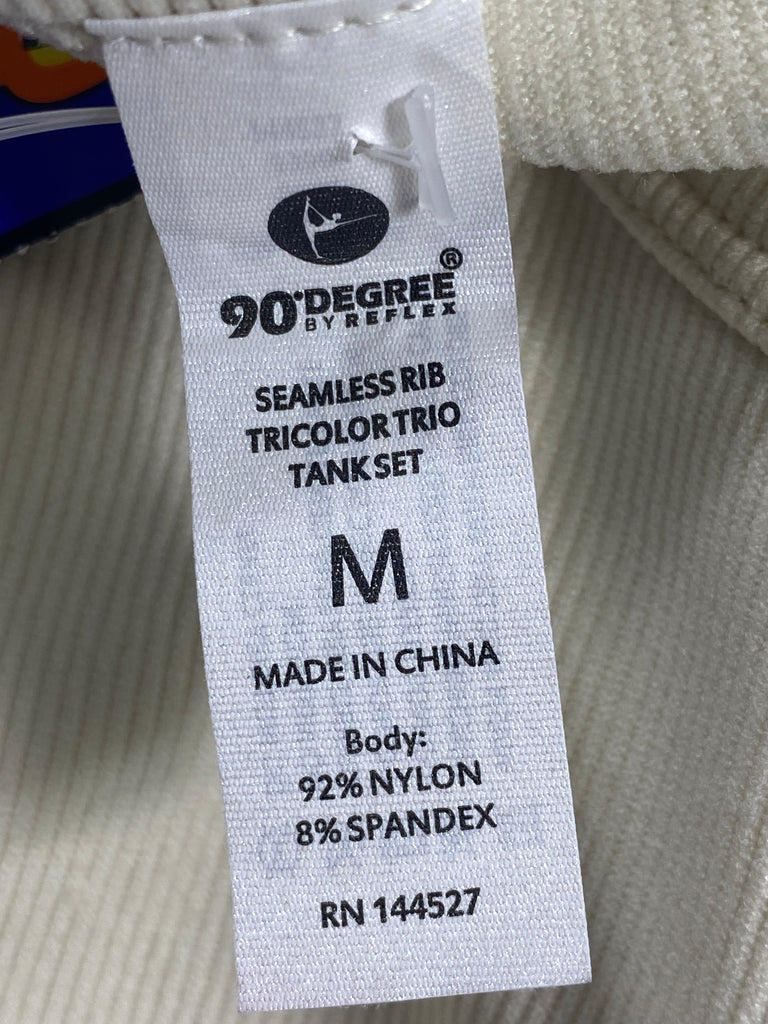 90° DEGREE®
BY REFLEX
SEAMLESS RIB
TRICOLOR TRIO
TANK SET
M
MADE IN CHINA
Body:
92% NYLON
8% SPANDEX
RN 144527